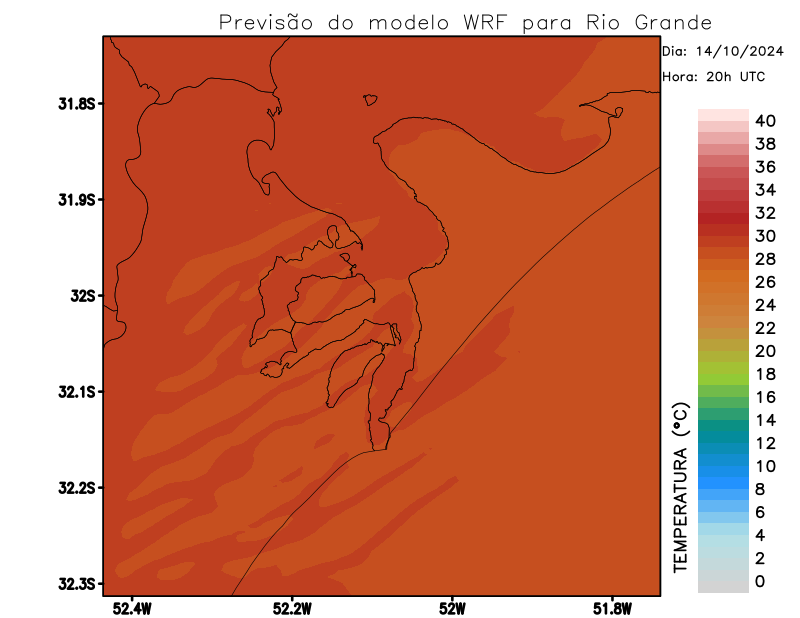 Previsão do modelo WRF para Rio Grande
Dia: 14/10/2024
Hora: 20h UTC
31.8S
31.9S
32S
32.1S
32.2S
32.3S
52.4W
52.2W
52W
51.8W
TEMPERATURA (°C)
40
38
36
34
32
30
28
26
24
22
20
18
16
14
12
10
8
6
4
2
0